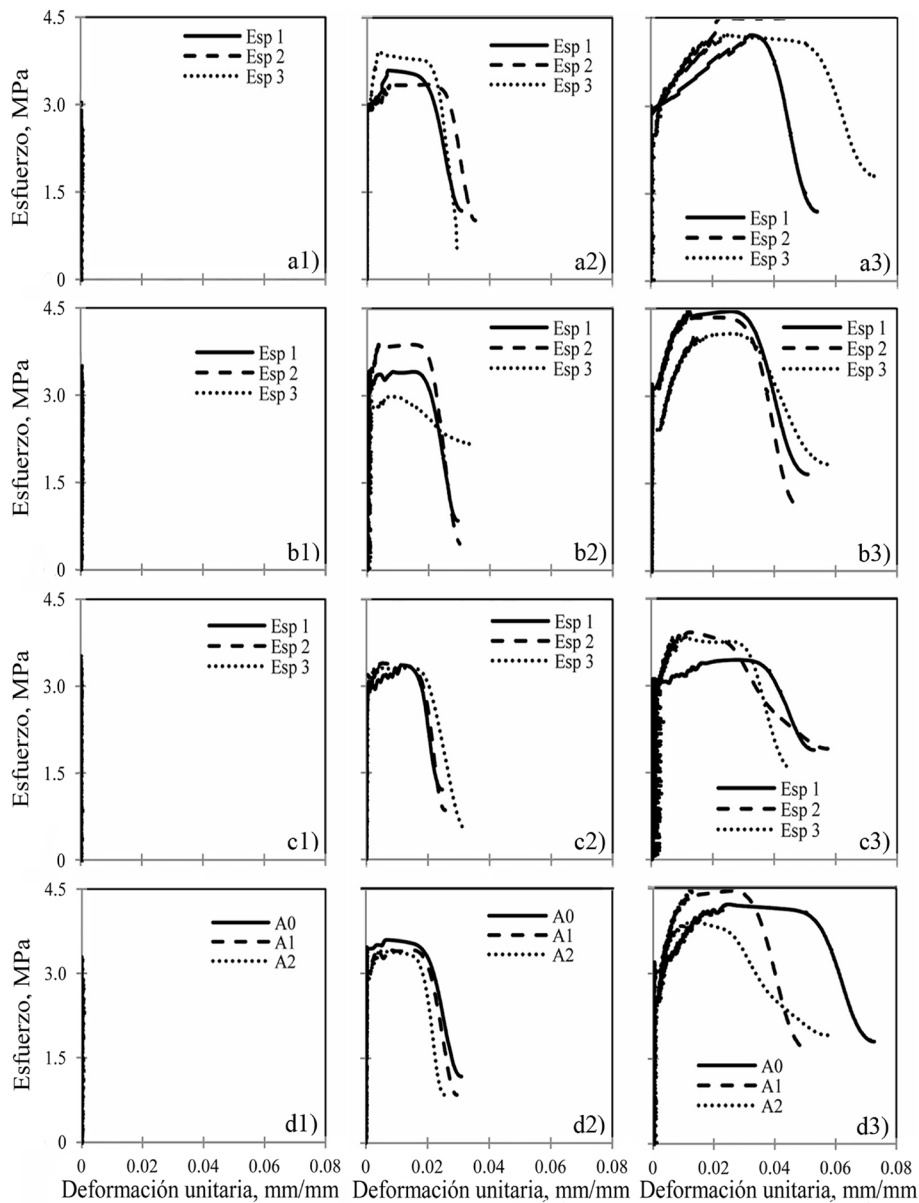 4.5
3.0
1.5
0
Esfuerzo, MPa
Esp 1
Esp 2
Esp 3
a1)
Esp 1
Esp 2
Esp 3
a2)
Esp 1
Esp 2
Esp 3
a3)
4.5
3.0
1.5
0
Esfuerzo, MPa
Esp 1
Esp 2
Esp 3
b1)
Esp 1
Esp 2
Esp 3
b2)
Esp 1
Esp 2
Esp 3
b3)
4.5
3.0
1.5
0
Esfuerzo, MPa
Esp 1
Esp 2
Esp 3
c1)
Esp 1
Esp 2
Esp 3
c2)
Esp 1
Esp 2
Esp 3
c3)
4.5
3.0
1.5
0
Esfuerzo, MPa
A0
A1
A2
d1)
A0
A1
A2
d2)
A0
A1
A2
d3)
0 0.02 0.04 0.06 0.08
0 0.02 0.04 0.06 0.08
0 0.02 0.04 0.06 0.08
Deformación unitaria, mm/mm
Deformación unitaria, mm/mm
Deformación unitaria, mm/mm